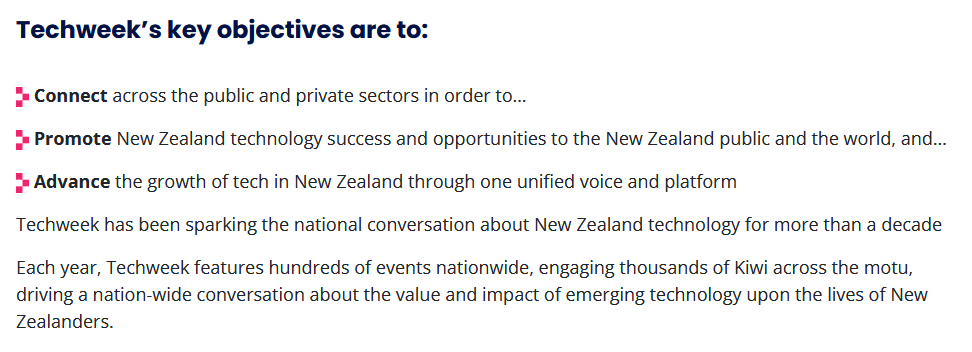 Techweek’s key objectives are to:
Connect across the public and private sectors in order to…
Promote New Zealand technology success and opportunities to the New Zealand public and the world, and…
Advance the growth of tech in New Zealand through one unified voice and platform
Techweek has been sparking the national conversation about New Zealand technology for more than a decade
Each year, Techweek features hundreds of events nationwide, engaging thousands of Kiwi across the motu,
driving a nation-wide conversation about the value and impact of emerging technology upon the lives of New
Zealanders.